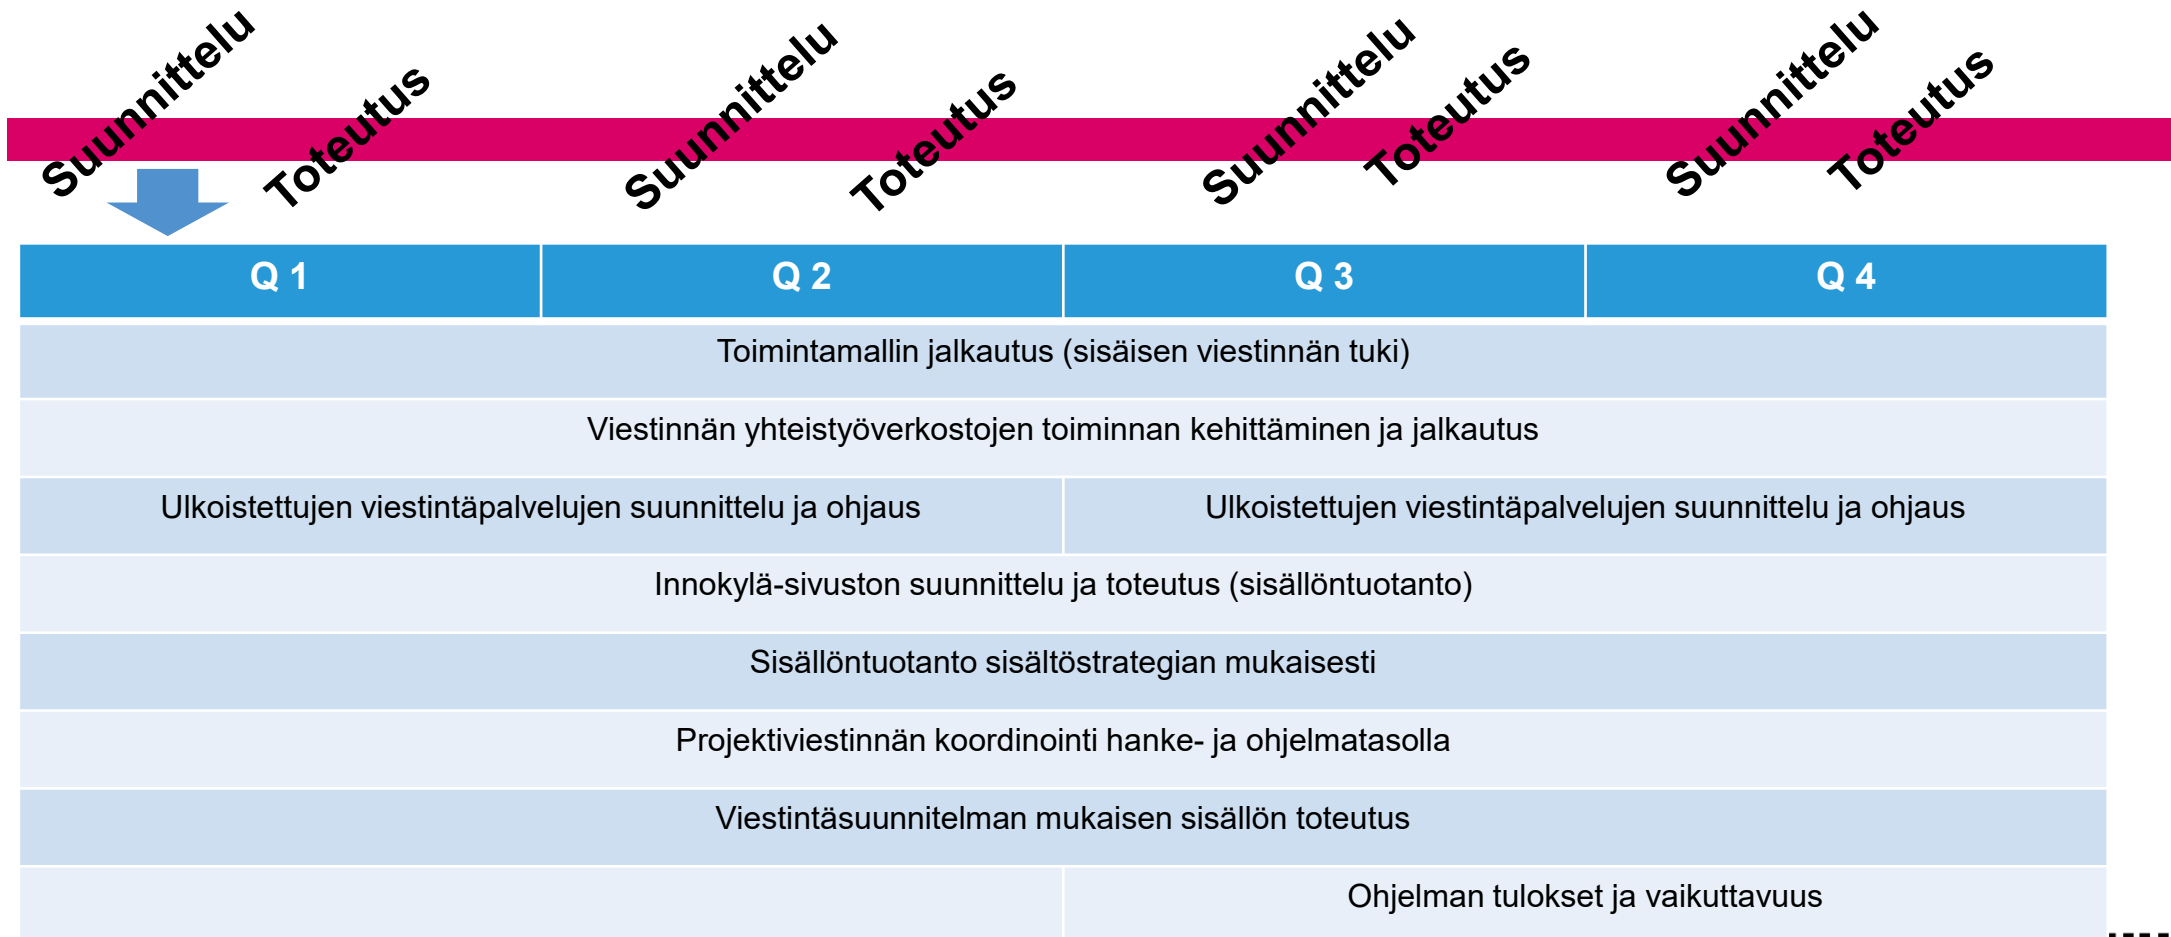 Suunnittelu
Toteutus
Suunnittelu
Toteutus
Suunnittelu
Toteutus
Suunnittelu
Toteutus
Q 1
Q 2
Q 3
Q 4
Toimintamallin jalkautus (sisäisen viestinnän tuki)
Viestinnän yhteistyöverkostojen toiminnan kehittäminen ja jalkautus
Ulkoistettujen viestintäpalvelujen suunnittelu ja ohjaus
Ulkoistettujen viestintäpalvelujen suunnittelu ja ohjaus
Innokylä-sivuston suunnittelu ja toteutus (sisällöntuotanto)
Sisällöntuotanto sisältöstrategian mukaisesti
Projektiviestinnän koordinointi hanke- ja ohjelmatasolla
Viestintäsuunnitelman mukaisen sisällön toteutus
Ohjelman tulokset ja vaikuttavuus